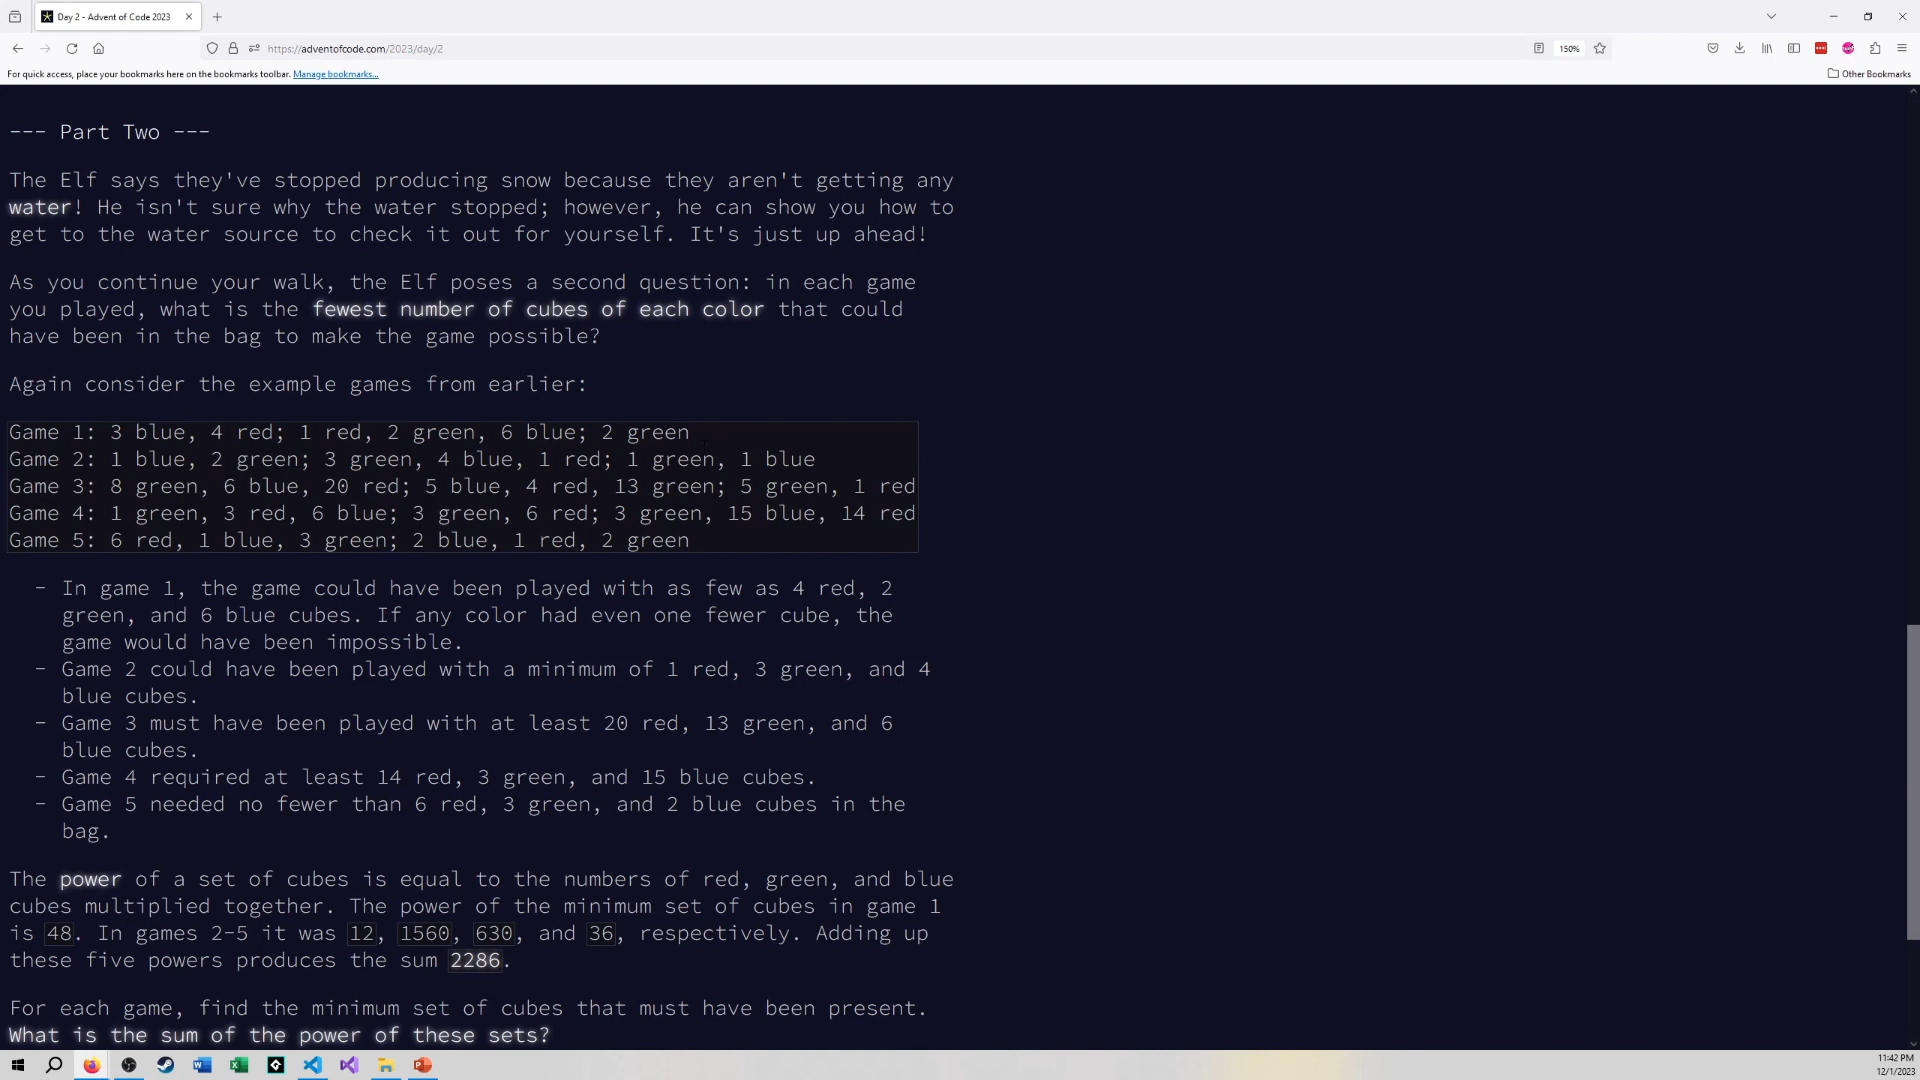 Day 2 - Advent of Code 2023
https://adventofcode.com/2023/day/2
150%
For quick access, place your bookmarks here on the bookmarks toolbar. Manage bookmarks...
Other Bookmarks
--- Part Two ---
The Elf says they've stopped producing snow because they aren't getting any
water! He isn't sure why the water stopped; however, he can show you how to
get to the water source to check it out for yourself. It's just up ahead!
As you continue your walk, the Elf poses a second question: in each game
you played, what is the fewest number of cubes of each color that could
have been in the bag to make the game possible?
Again consider the example games from earlier:
Game 1: 3 blue, 4 red; 1 red, 2 green, 6 blue; 2 green
Game 2: 1 blue, 2 green; 3 green, 4 blue, 1 red; 1 green, 1 blue
Game 3: 8 green, 6 blue, 20 red; 5 blue, 4 red, 13 green; 5 green, 1 red
Game 4: 1 green, 3 red, 6 blue; 3 green, 6 red; 3 green, 15 blue, 14 red
Game 5: 6 red, 1 blue, 3 green; 2 blue, 1 red, 2 green
- In game 1, the game could have been played with as few as 4 red, 2
green, and 6 blue cubes. If any color had even one fewer cube, the
game would have been impossible.
- Game 2 could have been played with a minimum of 1 red, 3 green, and 4
blue cubes.
- Game 3 must have been played with at least 20 red, 13 green, and 6
blue cubes.
- Game 4 required at least 14 red, 3 green, and 15 blue cubes.
- Game 5 needed no fewer than 6 red, 3 green, and 2 blue cubes in the
bag.
The power of a set of cubes is equal to the numbers of red, green, and blue
cubes multiplied together. The power of the minimum set of cubes in game 1
is 48. In games 2-5 it was 12, 1560, 630, and 36, respectively. Adding up
these five powers produces the sum 2286.
For each game, find the minimum set of cubes that must have been present.
What is the sum of the power of these sets?
11:42 PM
12/1/2023